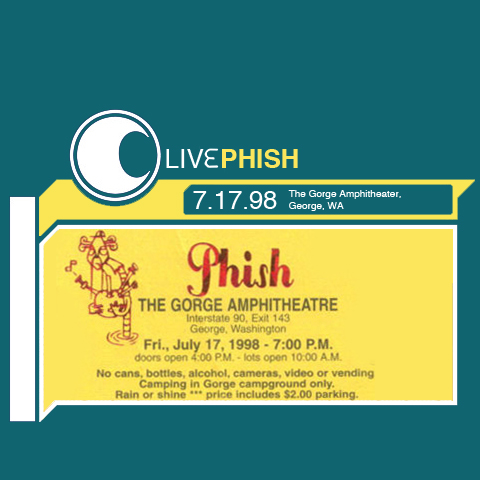 LIVEPHISH
7.17.98
The Gorge Amphitheater,
George, WA
Phish
THE GORGE AMPHITHEATRE
Interstate 90, Exit 143
George, Washington
Fri., July 17, 1998 - 7:00 P.M.
doors open 4:00 P.M. - lots open 10:00 A.M.
No cans, bottles, alcohol, cameras, video or vending
Camping in Gorge campground only.
Rain or shine *** price includes $2.00 parking.